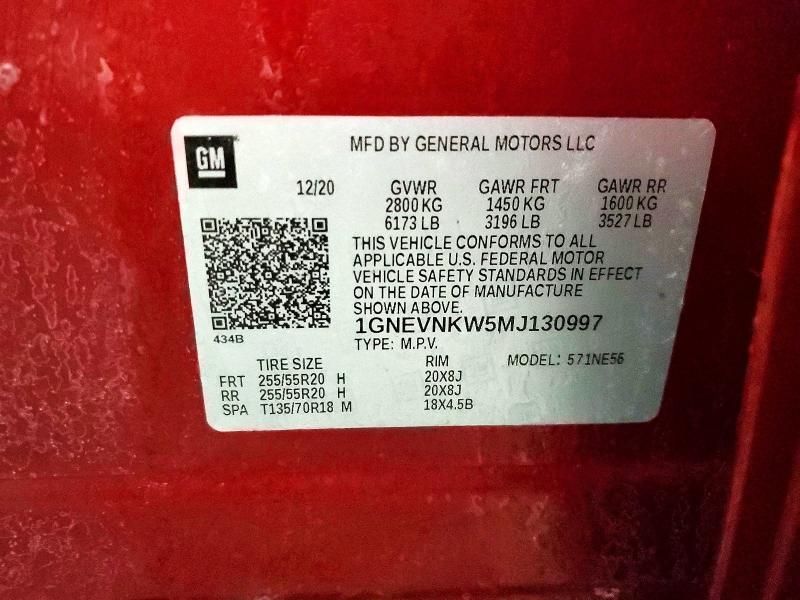 GM
MFD BY GENERAL MOTORS LLC
12/20 GVWR GAWR FRT GAWR RR
2800 KG 1450 KG 1600 KG
6173 LB 3196 LB 3527 LB
THIS VEHICLE CONFORMS TO ALL
APPLICABLE U.S. FEDERAL MOTOR
VEHICLE SAFETY STANDARDS IN EFFECT
ON THE DATE OF MANUFACTURE
SHOWN ABOVE.
1GNEVNKW5MJ130997
434B
TYPE: M.P.V.
TIRE SIZE RIM MODEL: 571NE56
FRT 255/55R20 H 20X8J
RR 255/55R20 H 20X8J
SPA T135/70R18 M 18X4.5B